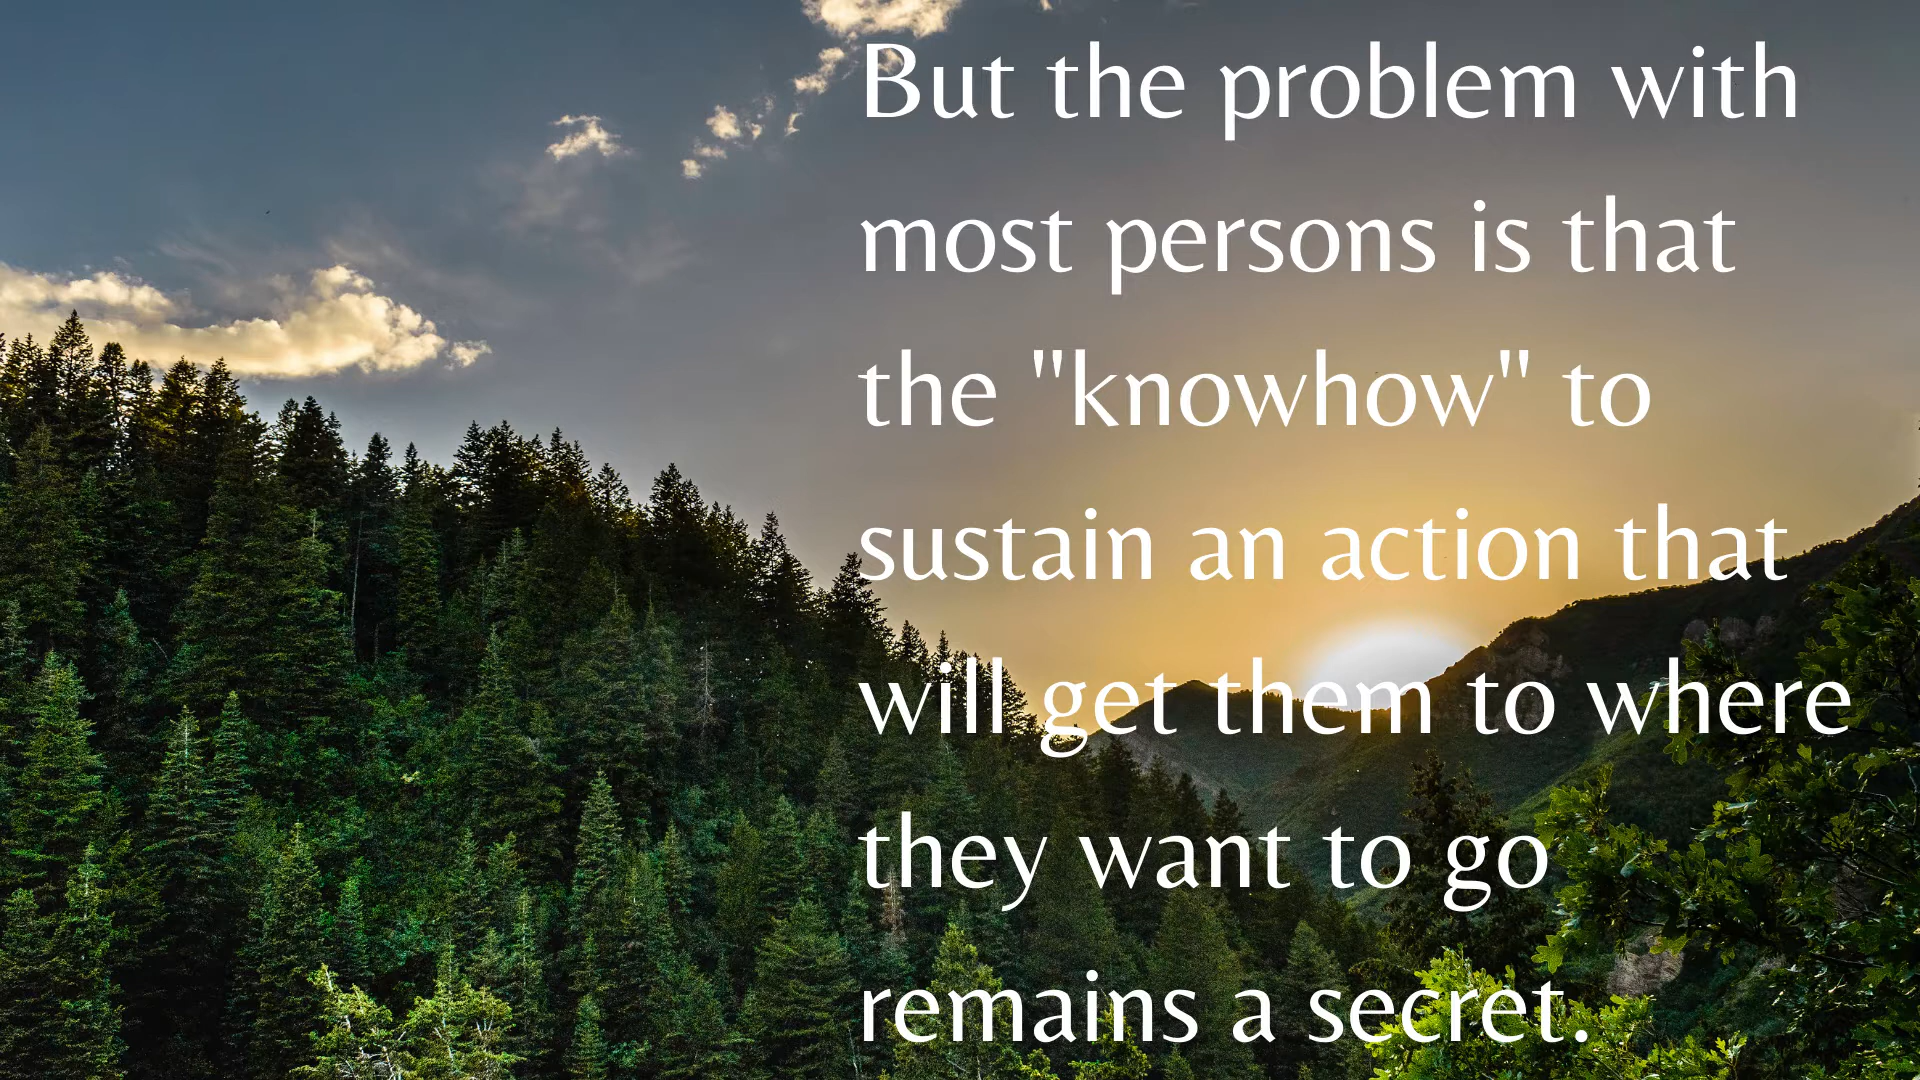 But the problem with
most persons is that
the "knowhow" to
sustain an action that
will get them to where
they want to go
remains a secret.